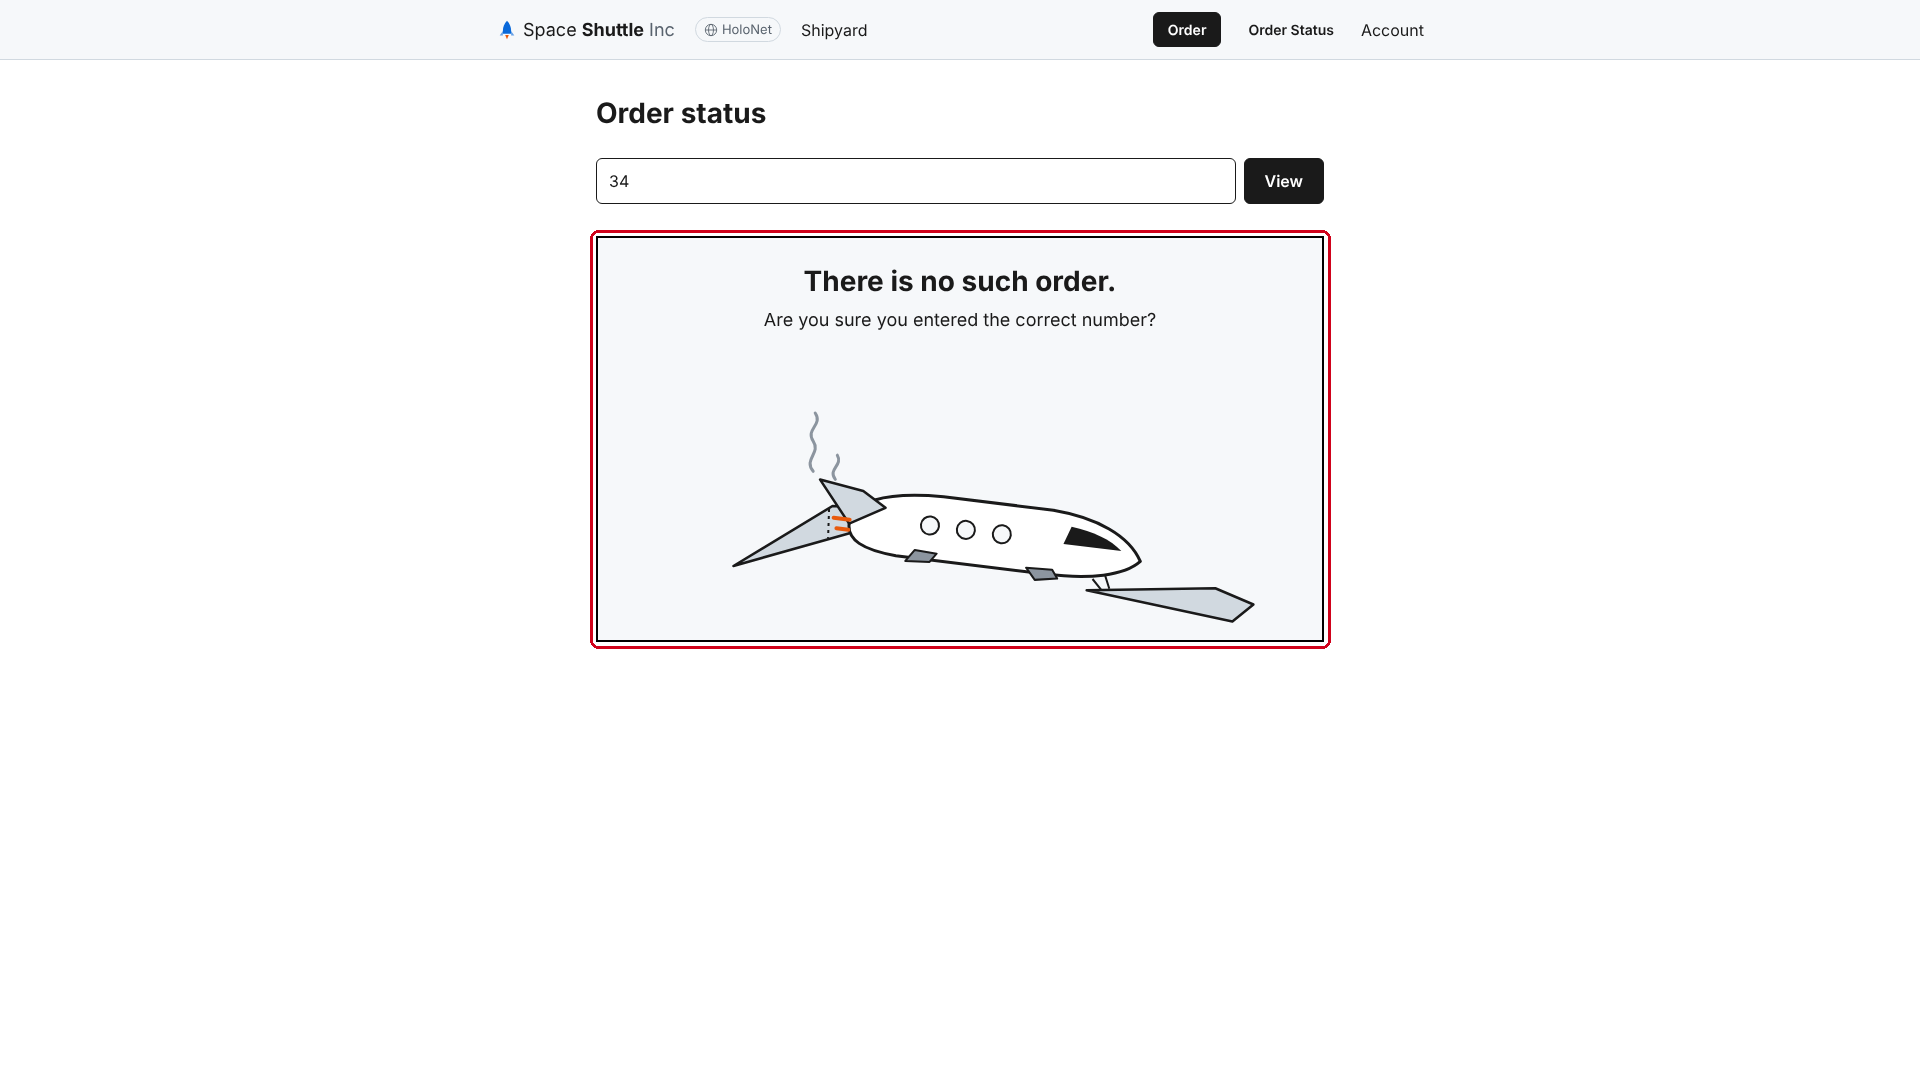 Space Shuttle Inc HoloNet Shipyard Order Order Status Account
Order status
34 View
There is no such order.
Are you sure you entered the correct number?